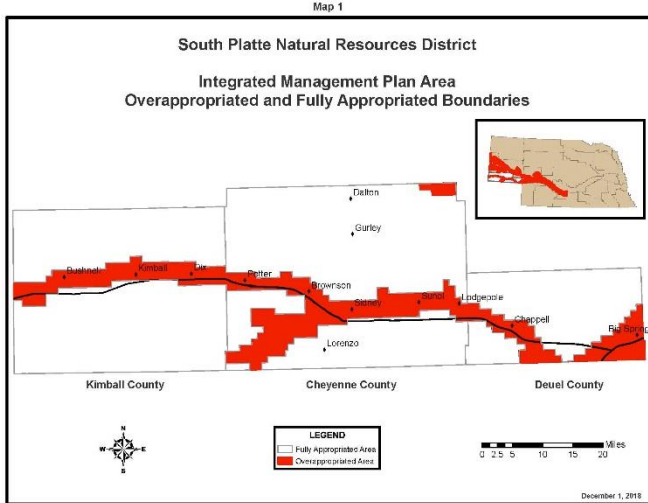 Map 1
South Platte Natural Resources District
Integrated Management Plan Area
Overappropriated and Fully Appropriated Boundaries
Dalton
Gurley
Bushnell
Kimball
Dix
Potter
Brownson
Sidney
Sunol
Lodgepole
Chappell
Big Spring
Lorenzo
Kimball County
Cheyenne County
Deuel County
N
W
E
S
LEGEND
Fully Appropriated Area
Overappropriated Area
Miles
0 2.5 5 10 15 20
December 1, 2018